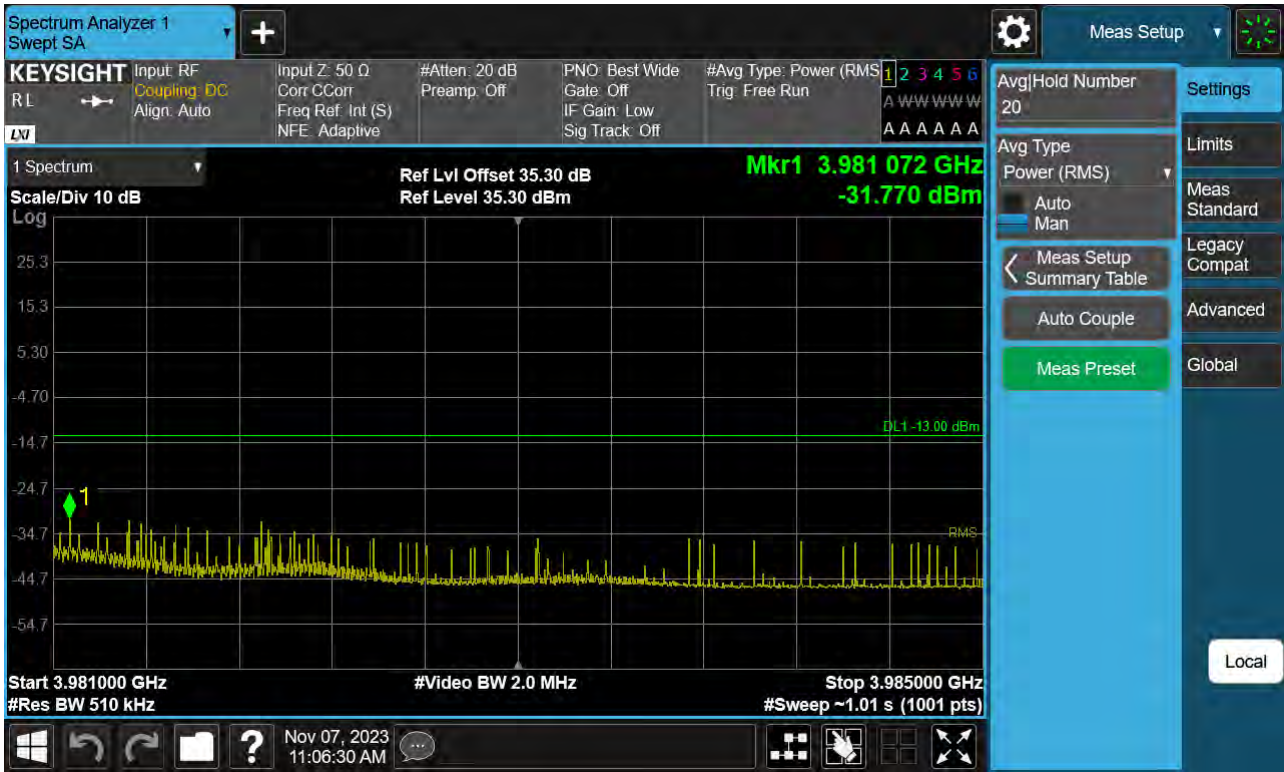 Spectrum Analyzer 1
Swept SA
+
Meas Setup
KEYSIGHT
RL
LXI
Input: RF
Coupling: DC
Align: Auto
Input Z: 50 Ω
Corr CCorr
Freq Ref: Int (S)
NFE: Adaptive
#Atten: 20 dB
Preamp: Off
PNO: Best Wide
Gate: Off
IF Gain: Low
Sig Track: Off
#Avg Type: Power (RMS
Trig: Free Run
1 2 3 4 5 6
A W W W W W
A A A A A A
1 Spectrum
Scale/Div 10 dB
Log
Ref Lvl Offset 35.30 dB
Ref Level 35.30 dBm
Mkr1 3.981 072 GHz
-31.770 dBm
25.3
15.3
5.30
-4.70
DL1 -13.00 dBm
-14.7
-24.7
1
-34.7
RMS
-44.7
-54.7
Start 3.981000 GHz
#Res BW 510 kHz
#Video BW 2.0 MHz
Stop 3.985000 GHz
#Sweep ~1.01 s (1001 pts)
Avg|Hold Number
20
Avg Type
Power (RMS)
Auto
Man
Meas Setup
Summary Table
Auto Couple
Meas Preset
Settings
Limits
Meas
Standard
Legacy
Compat
Advanced
Global
Local
?
Nov 07, 2023
11:06:30 AM